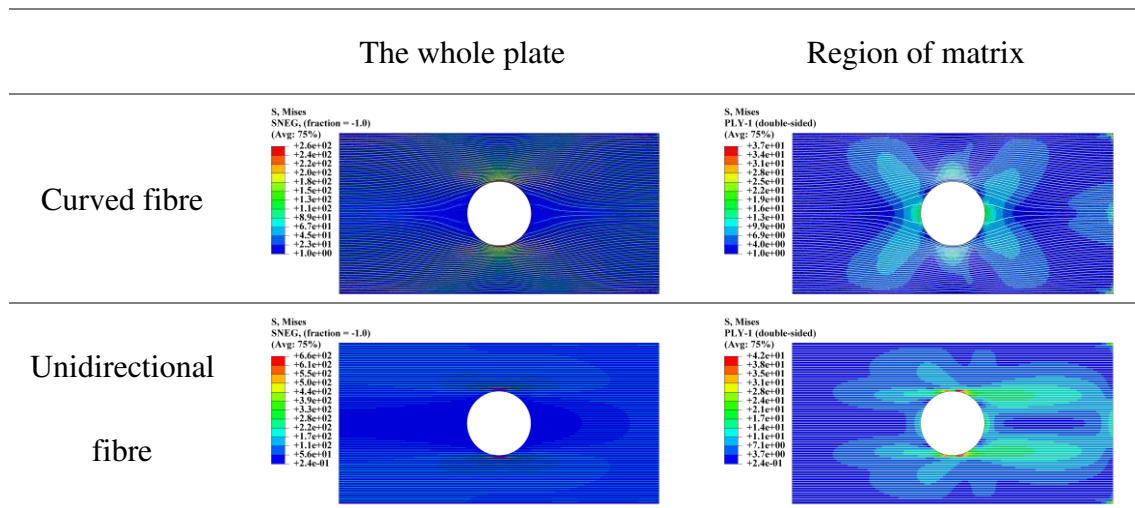 The whole plate
Region of matrix
Curved fibre
S, Mises
SNEG, (fraction = -1.0)
(Avg: 75%)
+2.6e+02
+2.4e+02
+2.2e+02
+2.0e+02
+1.8e+02
+1.5e+02
+1.3e+02
+1.1e+02
+8.9e+01
+6.7e+01
+4.5e+01
+2.3e+01
+1.0e+00
S, Mises
PLY-1 (double-sided)
(Avg: 75%)
+3.7e+01
+3.4e+01
+3.1e+01
+2.8e+01
+2.5e+01
+2.2e+01
+1.9e+01
+1.6e+01
+1.3e+01
+9.9e+00
+6.9e+00
+4.0e+00
+1.0e+00
Unidirectional
fibre
S, Mises
SNEG, (fraction = -1.0)
(Avg: 75%)
+6.6e+02
+6.1e+02
+5.5e+02
+5.0e+02
+4.4e+02
+3.9e+02
+3.3e+02
+2.8e+02
+2.2e+02
+1.7e+02
+1.1e+02
+5.6e+01
+2.4e-01
S, Mises
PLY-1 (double-sided)
(Avg: 75%)
+4.2e+01
+3.8e+01
+3.5e+01
+3.1e+01
+2.8e+01
+2.4e+01
+2.1e+01
+1.7e+01
+1.4e+01
+1.1e+01
+7.1e+00
+3.7e+00
+2.4e-01